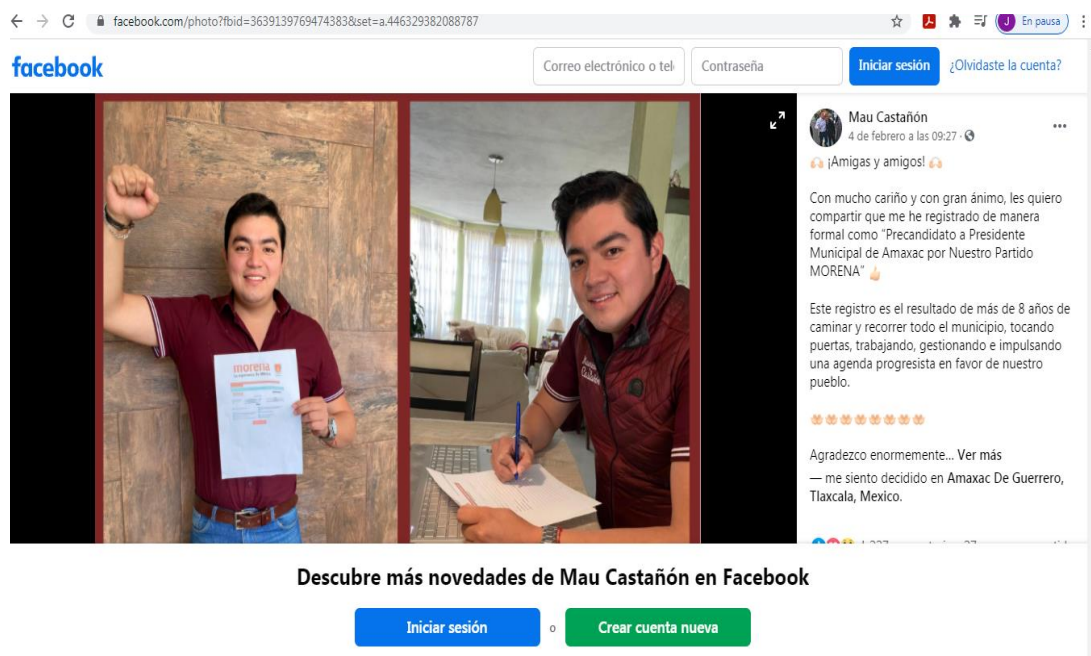 facebook.com/photo?fbid=3639139769474383&set=a.446329382088787
J En pausa
facebook
Correo electrónico o tel
Contraseña
Iniciar sesión
¿Olvidaste la cuenta?
Mau Castañón
4 de febrero a las 09:27
¡Amigas y amigos!
Con mucho cariño y con gran ánimo, les quiero
compartir que me he registrado de manera
formal como "Precandidato a Presidente
Municipal de Amaxac por Nuestro Partido
MORENA"
Este registro es el resultado de más de 8 años de
caminar y recorrer todo el municipio, tocando
puertas, trabajando, gestionando e impulsando
una agenda progresista en favor de nuestro
pueblo.
Agradezco enormemente... Ver más
— me siento decidido en Amaxac De Guerrero,
Tlaxcala, Mexico.
morena
Descubre más novedades de Mau Castañón en Facebook
Iniciar sesión
o
Crear cuenta nueva